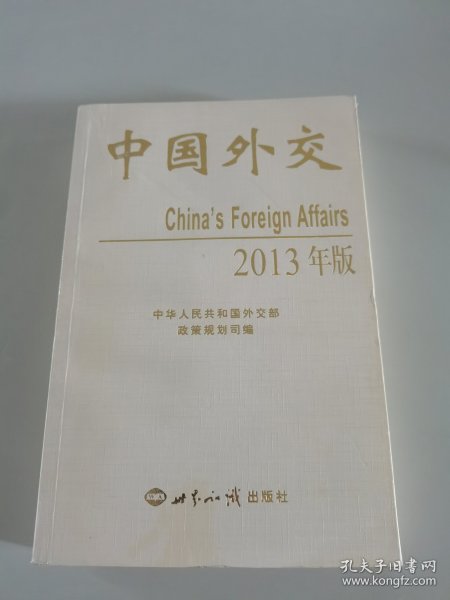 中国外交
China's Foreign Affairs
2013年版
中华人民共和国外交部
政策规划司编
世界知识出版社
孔夫子旧书网
www.kongfz.com